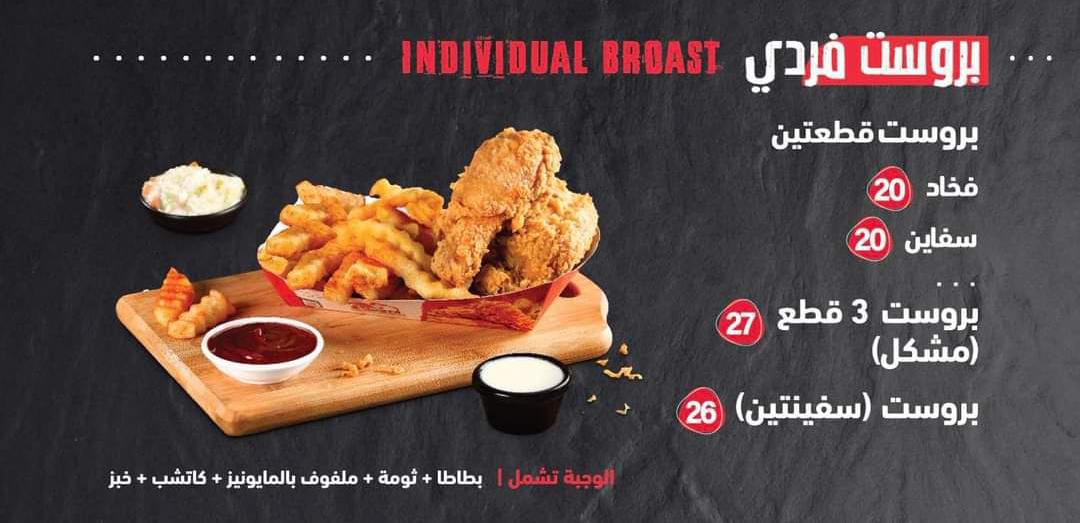 بروست فردي INDIVIDUAL BROAST
بروست قطعتين
فخاد 20
سفاين 20
بروست 3 قطع 27
(مشكل)
بروست (سفينتين) 26
الوجبة تشمل | بطاطا + ثومة + ملفوف بالمايونيز + كاتشب + خبز